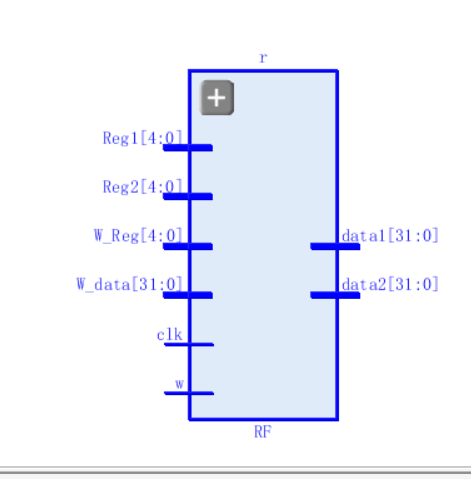 r
Reg1[4:0]
Reg2[4:0]
W_Reg[4:0]
data1[31:0]
W_data[31:0]
data2[31:0]
clk
w
RF